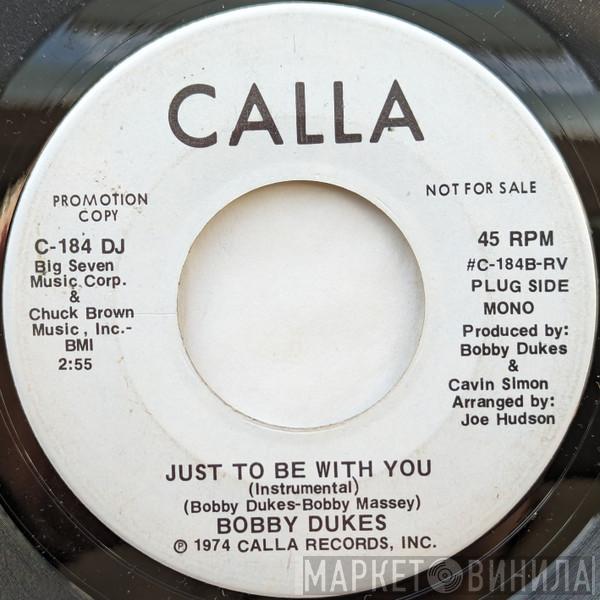 CALLA
PROMOTION
COPY
NOT FOR SALE
C-184 DJ
Big Seven
Music Corp.
&
Chuck Brown
Music, Inc.-
BMI
2:55
45 RPM
#C-184B-RV
PLUG SIDE
MONO
Produced by:
Bobby Dukes
&
Cavin Simon
Arranged by:
Joe Hudson
JUST TO BE WITH YOU
(Instrumental)
(Bobby Dukes-Bobby Massey)
BOBBY DUKES
℗ 1974 CALLA RECORDS, INC.
МАРКЕТ ВИНИЛА